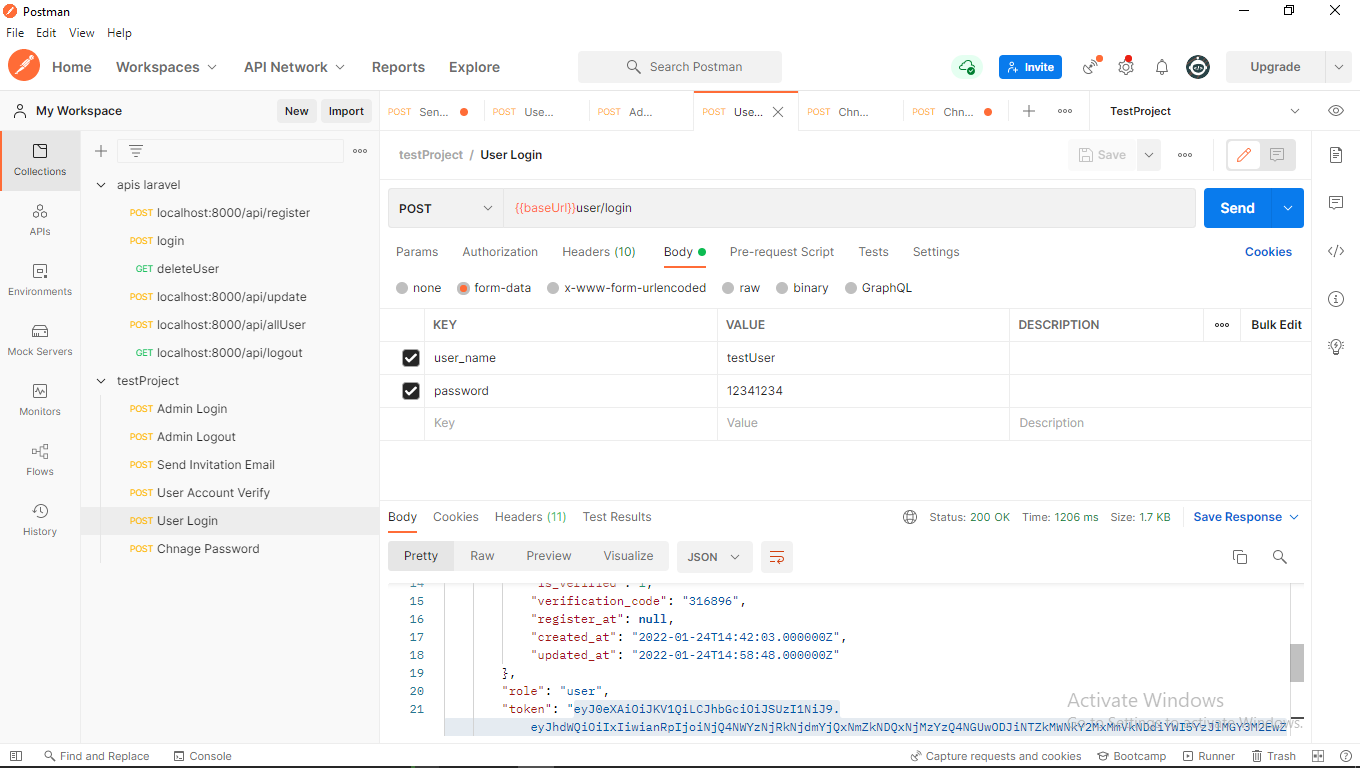 Postman
File Edit View Help
Home Workspaces API Network Reports Explore Search Postman Invite Upgrade
My Workspace New Import
POST Sen... POST Use... POST Ad... POST Use... POST Chn... POST Chn... TestProject
Collections
APIs
Environments
Mock Servers
Monitors
Flows
History
apis laravel
POST localhost:8000/api/register
POST login
GET deleteUser
POST localhost:8000/api/update
POST localhost:8000/api/allUser
GET localhost:8000/api/logout
testProject
POST Admin Login
POST Admin Logout
POST Send Invitation Email
POST User Account Verify
POST User Login
POST Chnage Password
testProject / User Login Save
POST {{baseUrl}}user/login Send
Params Authorization Headers (10) Body Pre-request Script Tests Settings Cookies
none form-data x-www-form-urlencoded raw binary GraphQL
KEY VALUE DESCRIPTION Bulk Edit
user_name testUser
password 12341234
Key Value Description
Body Cookies Headers (11) Test Results Status: 200 OK Time: 1206 ms Size: 1.7 KB Save Response
Pretty Raw Preview Visualize JSON
14 "is_verified": 1,
15 "verification_code": "316896",
16 "register_at": null,
17 "created_at": "2022-01-24T14:42:03.000000Z",
18 "updated_at": "2022-01-24T14:58:48.000000Z"
19 },
20 "role": "user",
21 "token": "eyJ0eXAiOiJKV1QiLCJhbGciOiJSUzI1NiJ9.
Activate Windows
Go to Settings to activate Windows.
Find and Replace Console Capture requests and cookies Bootcamp Runner Trash